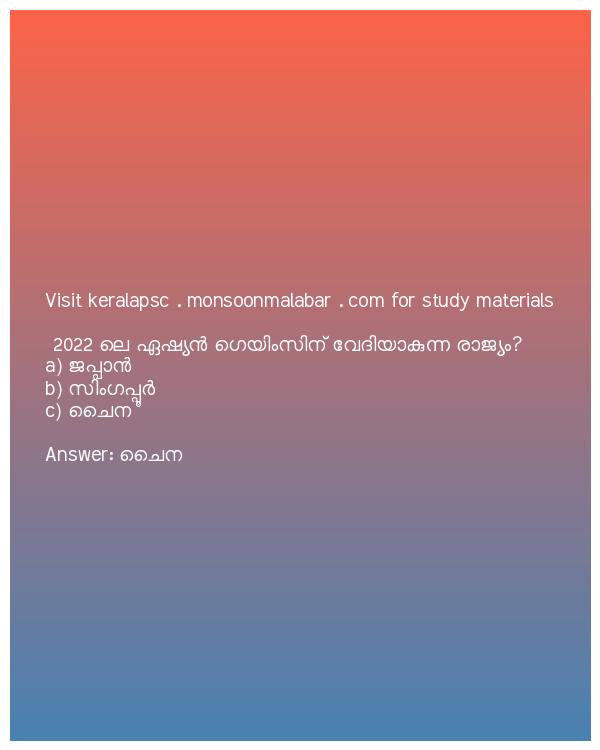 Visit keralapsc . monsoonmalabar . com for study materials
2022 ലെ ഏഷ്യൻ ഗെയിംസിന് വേദിയാകുന്ന രാജ്യം?
a) ജപ്പാൻ
b) സിംഗപ്പൂർ
c) ചൈന
Answer: ചൈന